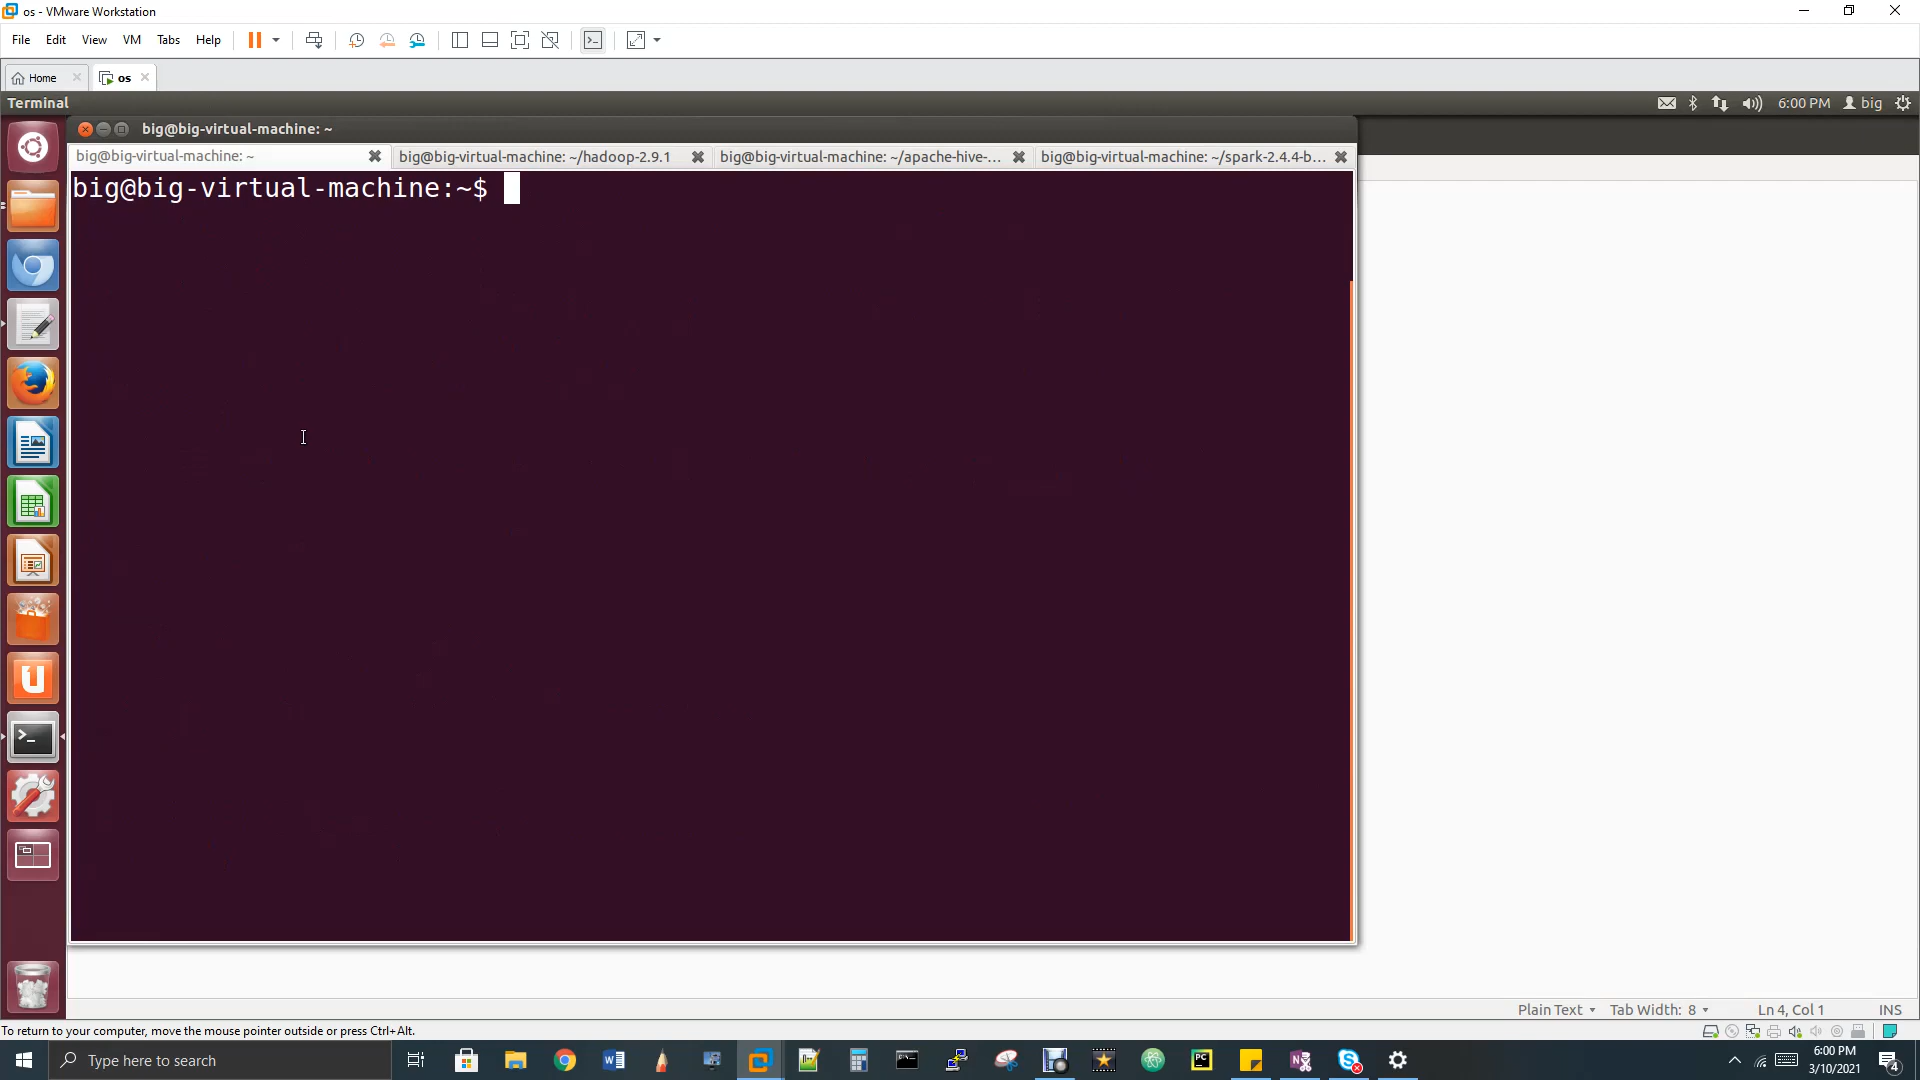 os - VMware Workstation
File Edit View VM Tabs Help
Home os
Terminal 6:00 PM big
big@big-virtual-machine: ~
big@big-virtual-machine: ~ big@big-virtual-machine: ~/hadoop-2.9.1 big@big-virtual-machine: ~/apache-hive-... big@big-virtual-machine: ~/spark-2.4.4-b...
big@big-virtual-machine:~$
Plain Text Tab Width: 8 Ln 4, Col 1 INS
To return to your computer, move the mouse pointer outside or press Ctrl+Alt.
Type here to search
6:00 PM
3/10/2021
4